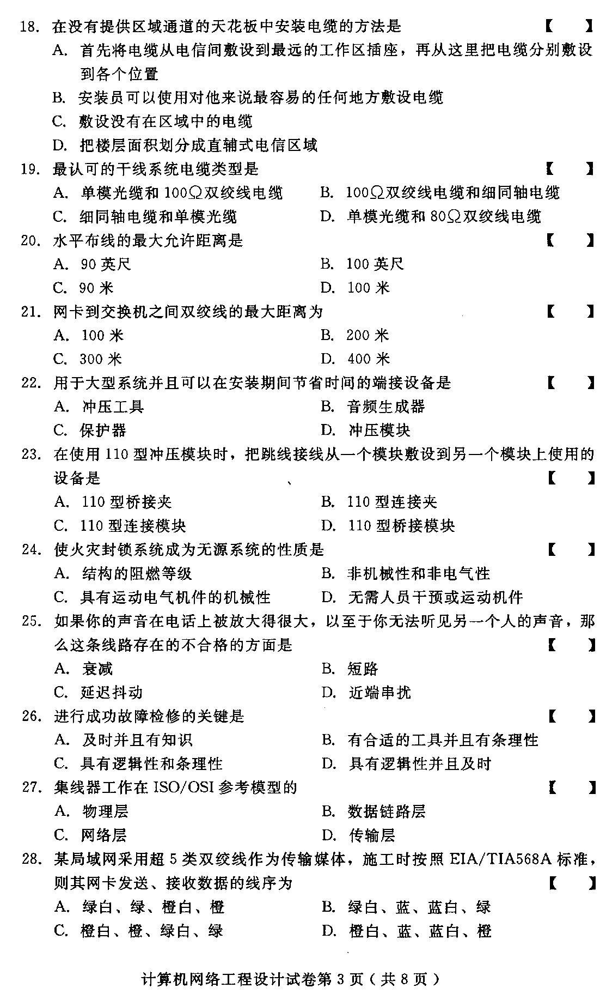 18. 在没有提供区域通道的天花板中安装电缆的方法是 【 】
A. 首先将电缆从电信间敷设到最远的工作区插座，再从这里把电缆分别敷设
到各个位置
B. 安装员可以使用对他来说最容易的任何地方敷设电缆
C. 敷设没有在区域中的电缆
D. 把楼层面积划分成直辅式电信区域
19. 最认可的干线系统电缆类型是 【 】
A. 单模光缆和 100Ω双绞线电缆 B. 100Ω双绞线电缆和细同轴电缆
C. 细同轴电缆和单模光缆 D. 单模光缆和 80Ω双绞线电缆
20. 水平布线的最大允许距离是 【 】
A. 90 英尺 B. 100 英尺
C. 90 米 D. 100 米
21. 网卡到交换机之间双绞线的最大距离为 【 】
A. 100 米 B. 200 米
C. 300 米 D. 400 米
22. 用于大型系统并且可以在安装期间节省时间的端接设备是 【 】
A. 冲压工具 B. 音频生成器
C. 保护器 D. 冲压模块
23. 在使用 110 型冲压模块时，把跳线接线从一个模块敷设到另一个模块上使用的
设备是 【 】
A. 110 型桥接夹 B. 110 型连接夹
C. 110 型连接模块 D. 110 型桥接模块
24. 使火灾封锁系统成为无源系统的性质是 【 】
A. 结构的阻燃等级 B. 非机械性和非电气性
C. 具有运动电气机件的机械性 D. 无需人员干预或运动机件
25. 如果你的声音在电话上被放大得很大，以至于你无法听见另一个人的声音，那
么这条线路存在的不合格的方面是 【 】
A. 衰减 B. 短路
C. 延迟抖动 D. 近端串扰
26. 进行成功故障检修的关键是 【 】
A. 及时并且有知识 B. 有合适的工具并且有条理性
C. 具有逻辑性和条理性 D. 具有逻辑性并且及时
27. 集线器工作在 ISO/OSI 参考模型的 【 】
A. 物理层 B. 数据链路层
C. 网络层 D. 传输层
28. 某局域网采用超 5 类双绞线作为传输媒体，施工时按照 EIA/TIA568A 标准，
则其网卡发送、接收数据的线序为 【 】
A. 绿白、绿、橙白、橙 B. 绿白、蓝、蓝白、绿
C. 橙白、橙、绿白、绿 D. 橙白、蓝、蓝白、橙
计算机网络工程设计试卷第 3 页（共 8 页）